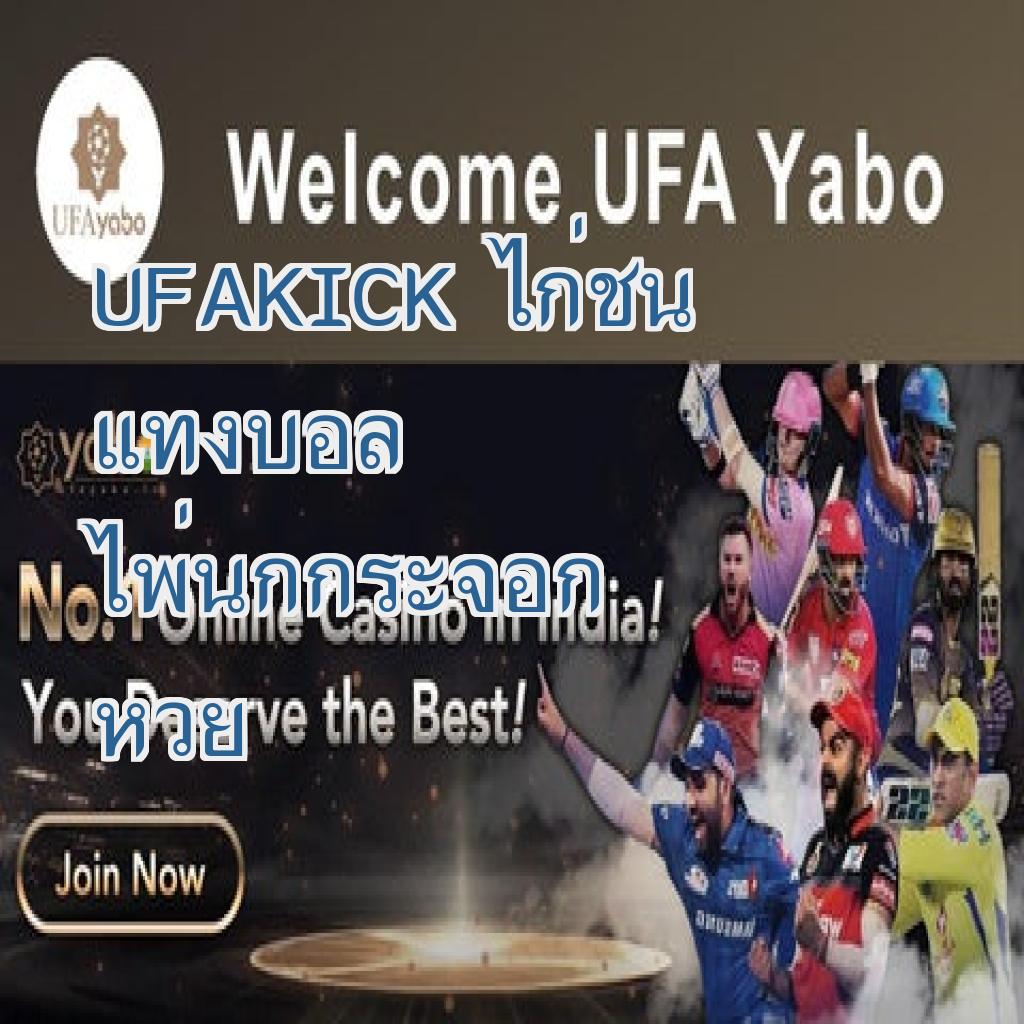 UFAyabo
Welcome UFA Yabo
UFAKICK ไก่ชน
แทงบอล
ไพ่นกกระจอก
No.1 Online Casino in India!
หวย
You Deserve the Best!
Join Now
22